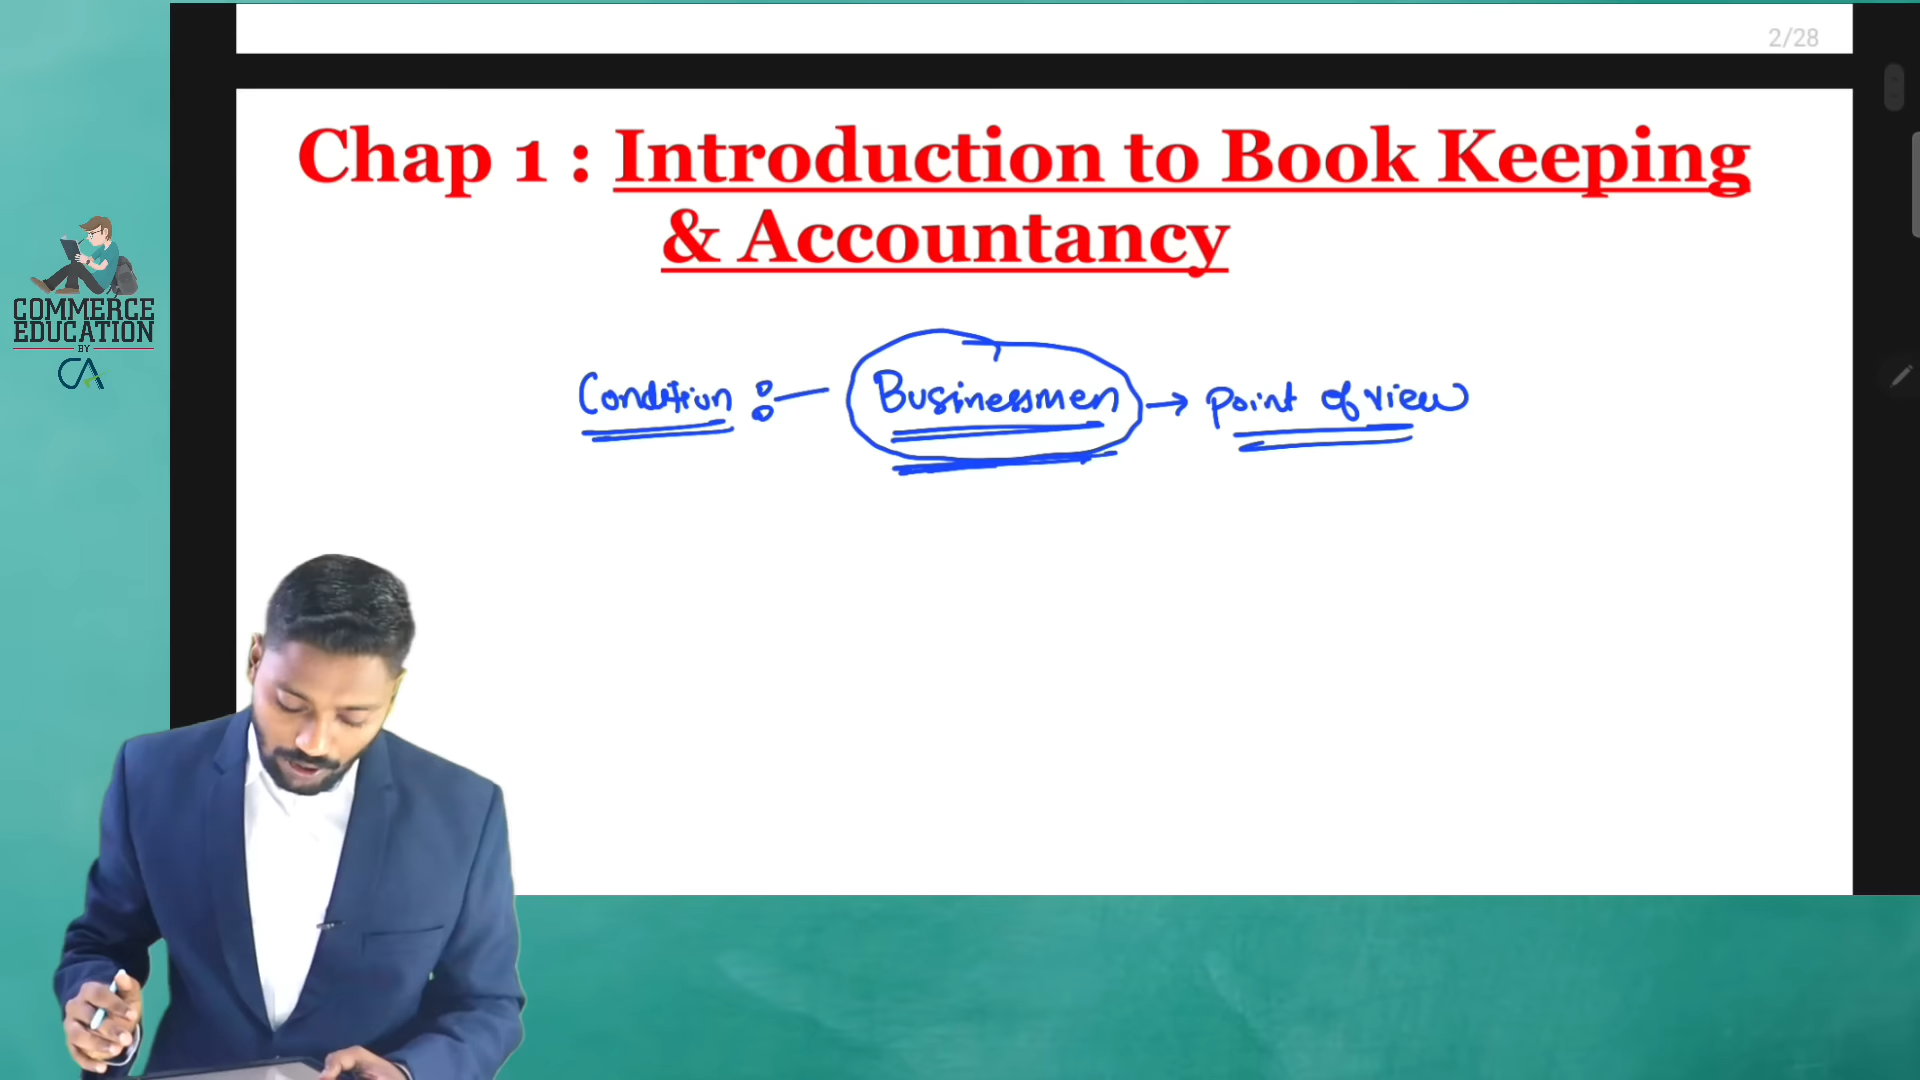 2/28
Chap 1 : Introduction to Book Keeping
& Accountancy
COMMERCE
EDUCATION
BY
CA
Condition :- Businessmen → point of view